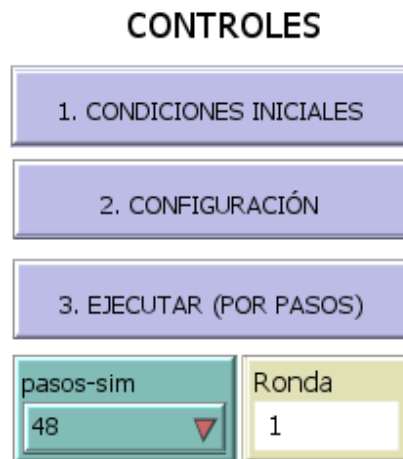 CONTROLES
1. CONDICIONES INICIALES
2. CONFIGURACIÓN
3. EJECUTAR (POR PASOS)
pasos-sim
48
Ronda
1